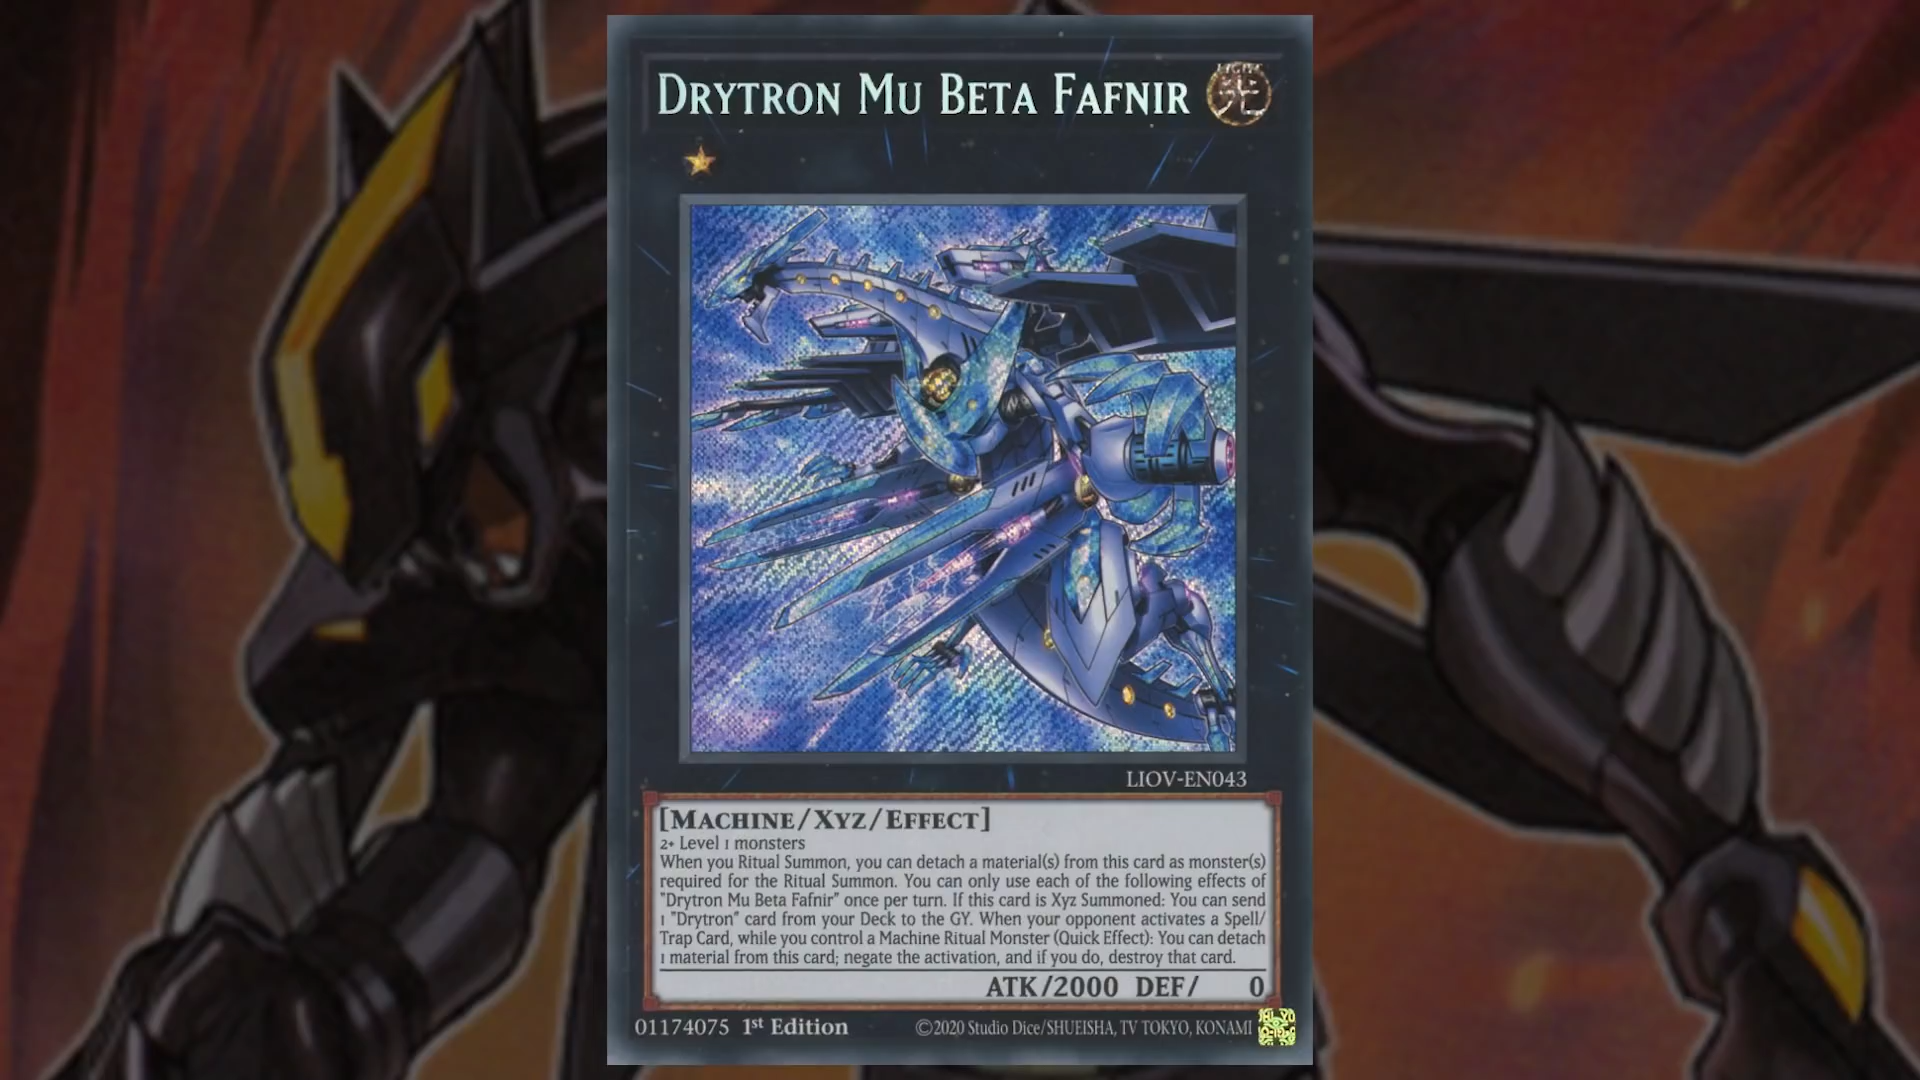 DRYTRON MU BETA FAFNIR
LIGHT
光
LIOV-EN043
[MACHINE/XYZ/EFFECT]
2+ Level 1 monsters
When you Ritual Summon, you can detach a material(s) from this card as monster(s)
required for the Ritual Summon. You can only use each of the following effects of
"Drytron Mu Beta Fafnir" once per turn. If this card is Xyz Summoned: You can send
1 "Drytron" card from your Deck to the GY. When your opponent activates a Spell/
Trap Card, while you control a Machine Ritual Monster (Quick Effect): You can detach
1 material from this card; negate the activation, and if you do, destroy that card.
ATK/2000 DEF/ 0
01174075 1st Edition ©2020 Studio Dice/SHUEISHA, TV TOKYO, KONAMI